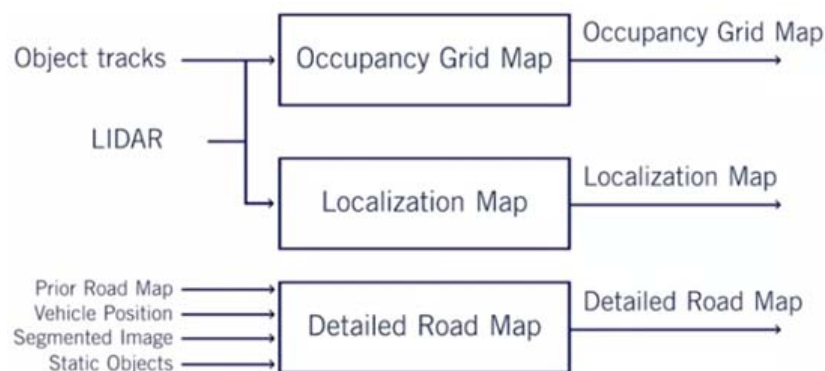 Object tracks
Occupancy Grid Map
Occupancy Grid Map
LIDAR
Localization Map
Localization Map
Prior Road Map
Vehicle Position
Segmented Image
Static Objects
Detailed Road Map
Detailed Road Map